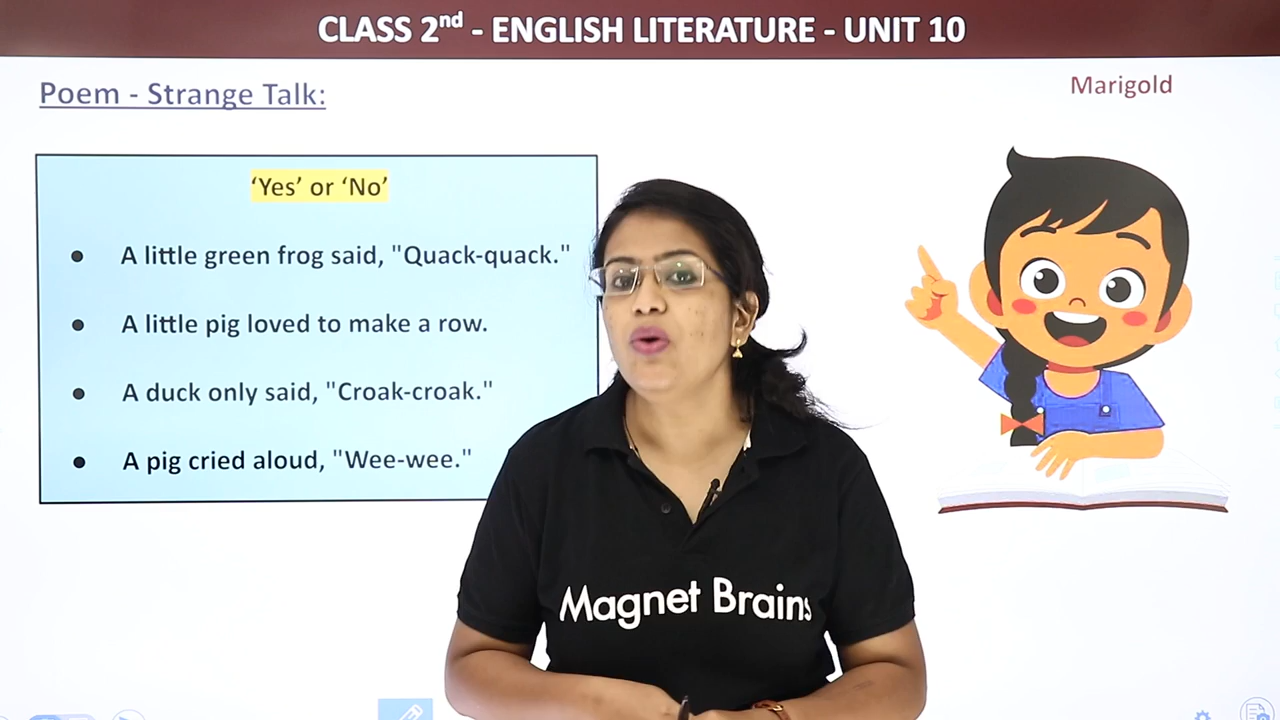 CLASS 2nd - ENGLISH LITERATURE - UNIT 10
Poem - Strange Talk:
Marigold
‘Yes’ or ‘No’
● A little green frog said, "Quack-quack."
● A little pig loved to make a row.
● A duck only said, "Croak-croak."
● A pig cried aloud, "Wee-wee."
Magnet Brains